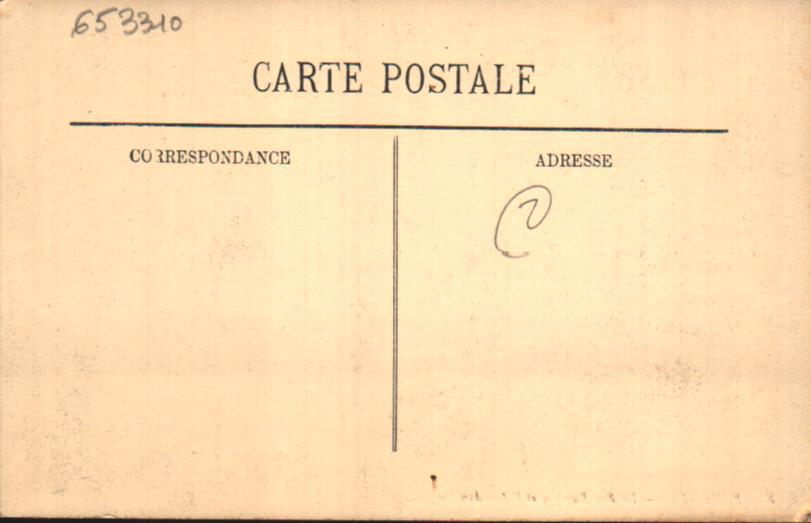 653310
CARTE POSTALE
CORRESPONDANCE
ADRESSE